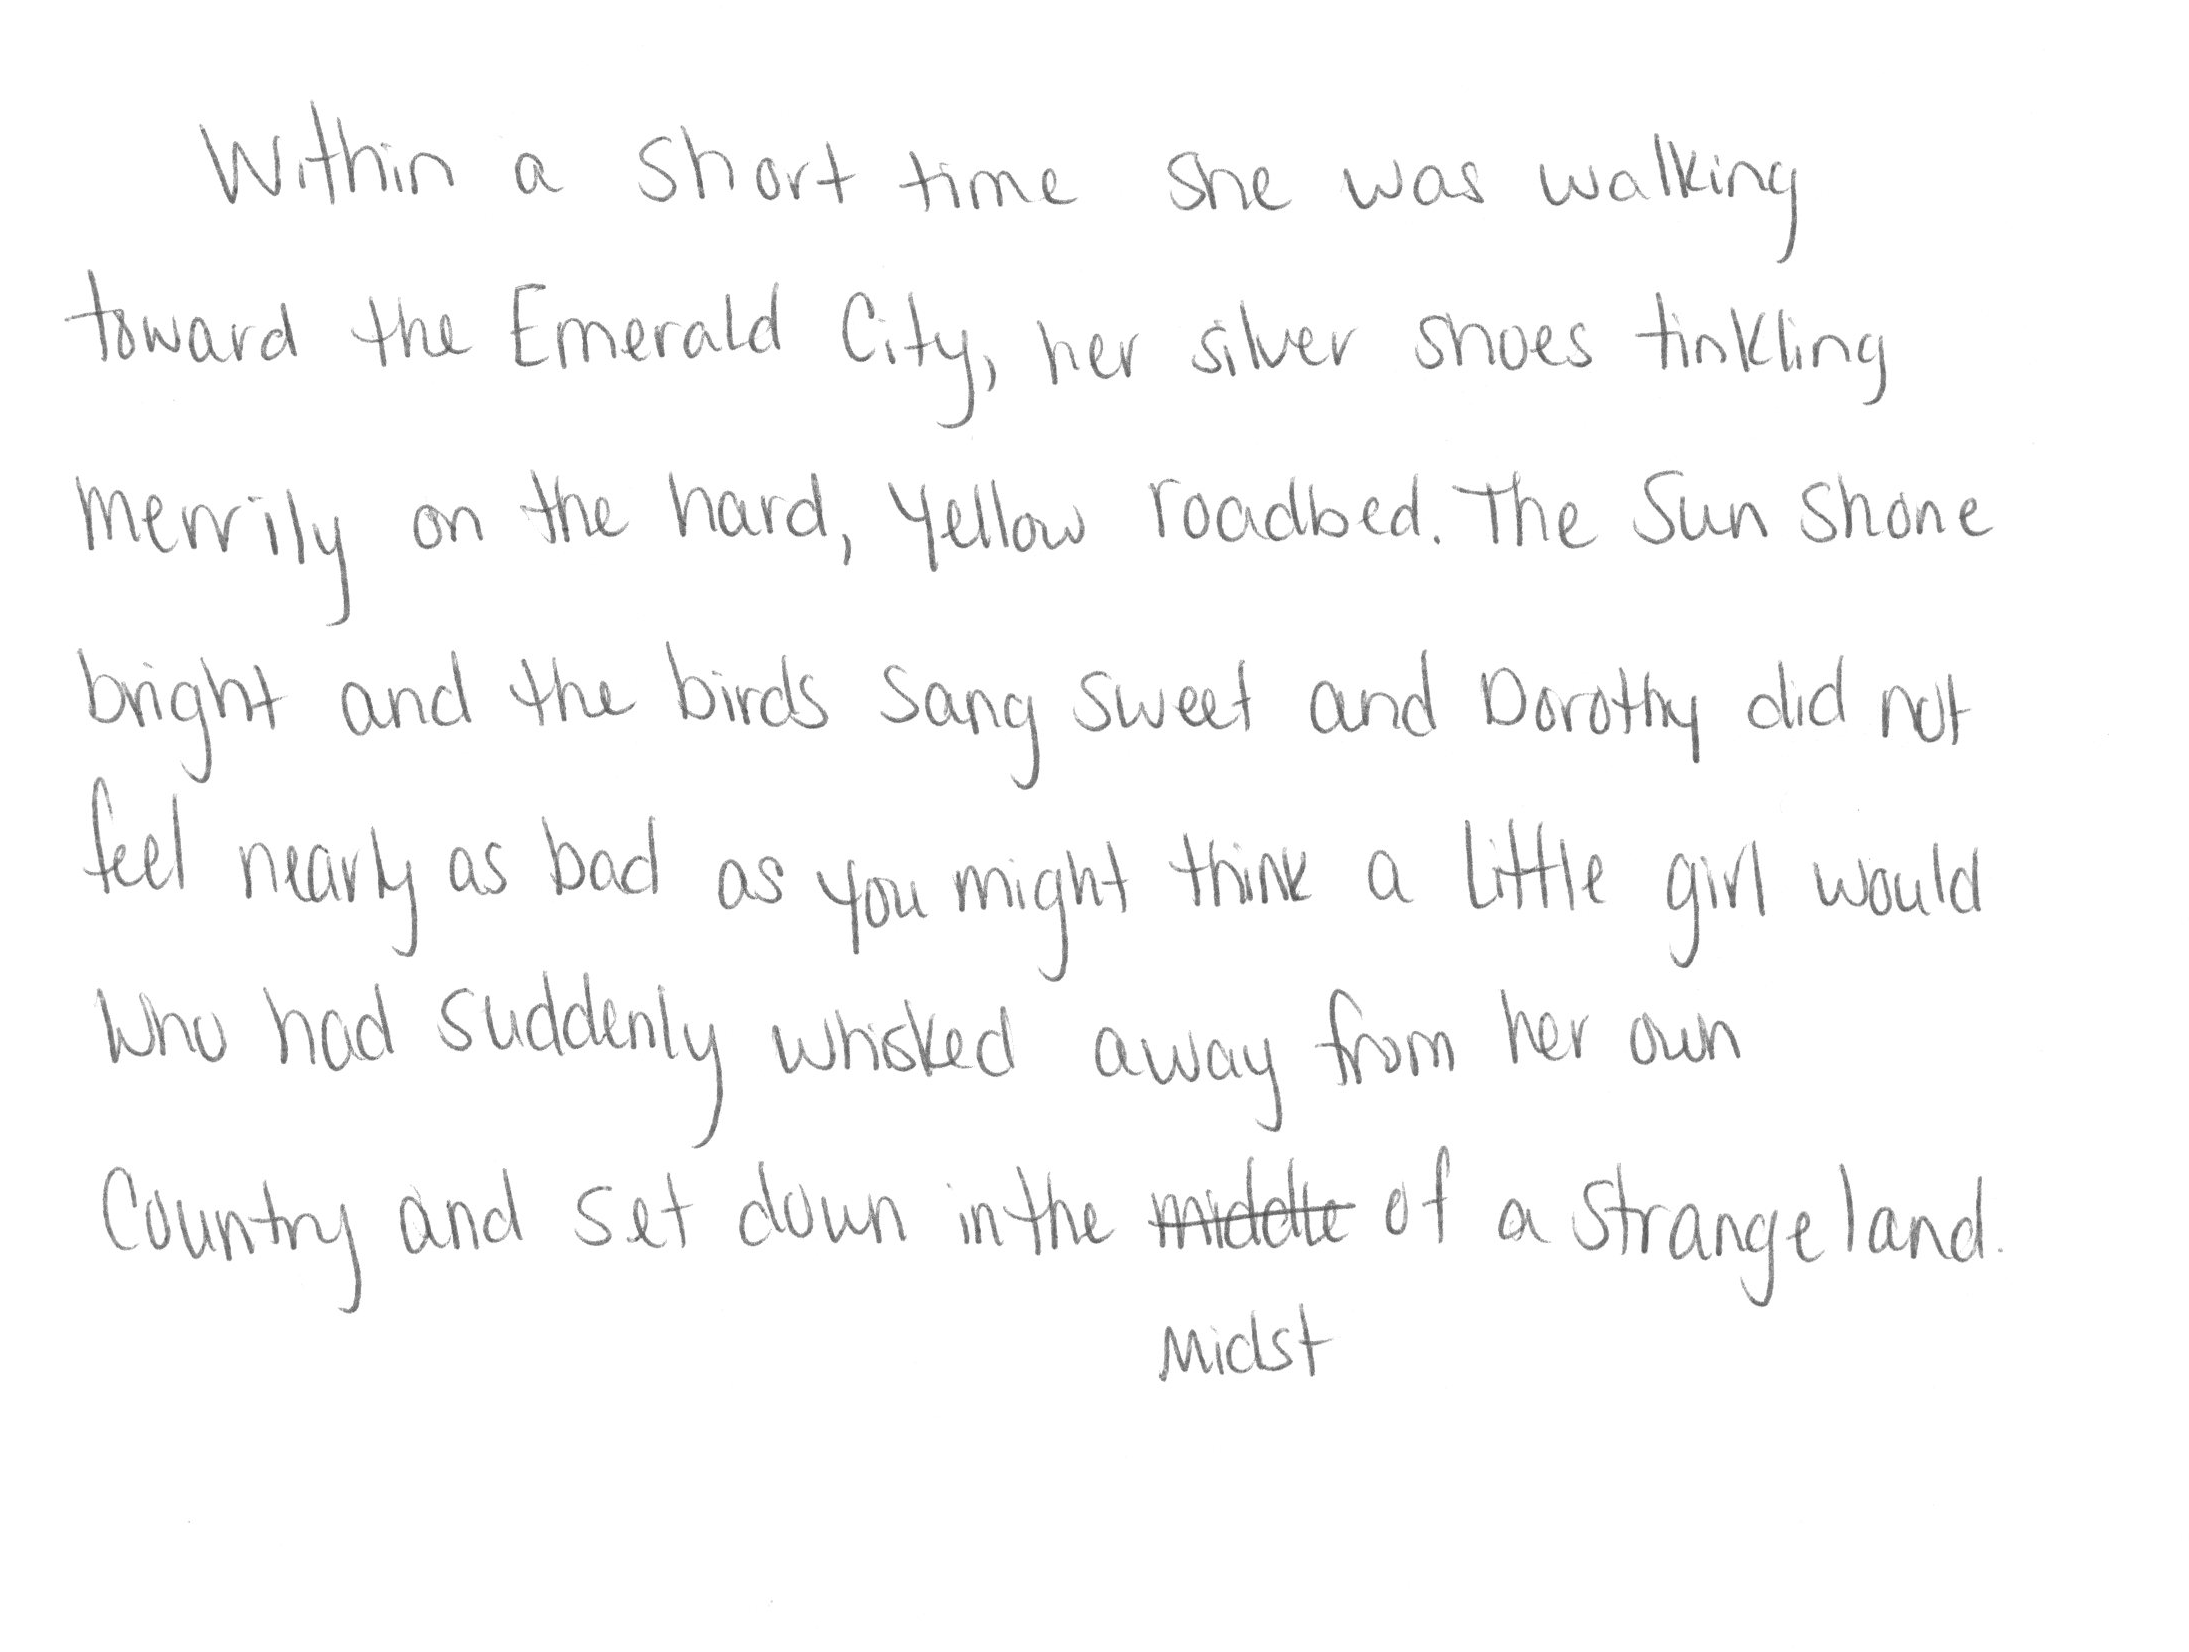 Within a short time she was walking
toward the Emerald City, her silver shoes tinkling
merrily on the hard, yellow roadbed. The sun shone
bright and the birds sang sweet and Dorothy did not
feel nearly as bad as you might think a little girl would
who had suddenly whisked away from her own
Country and set down in the middle of a strange land.
Midst